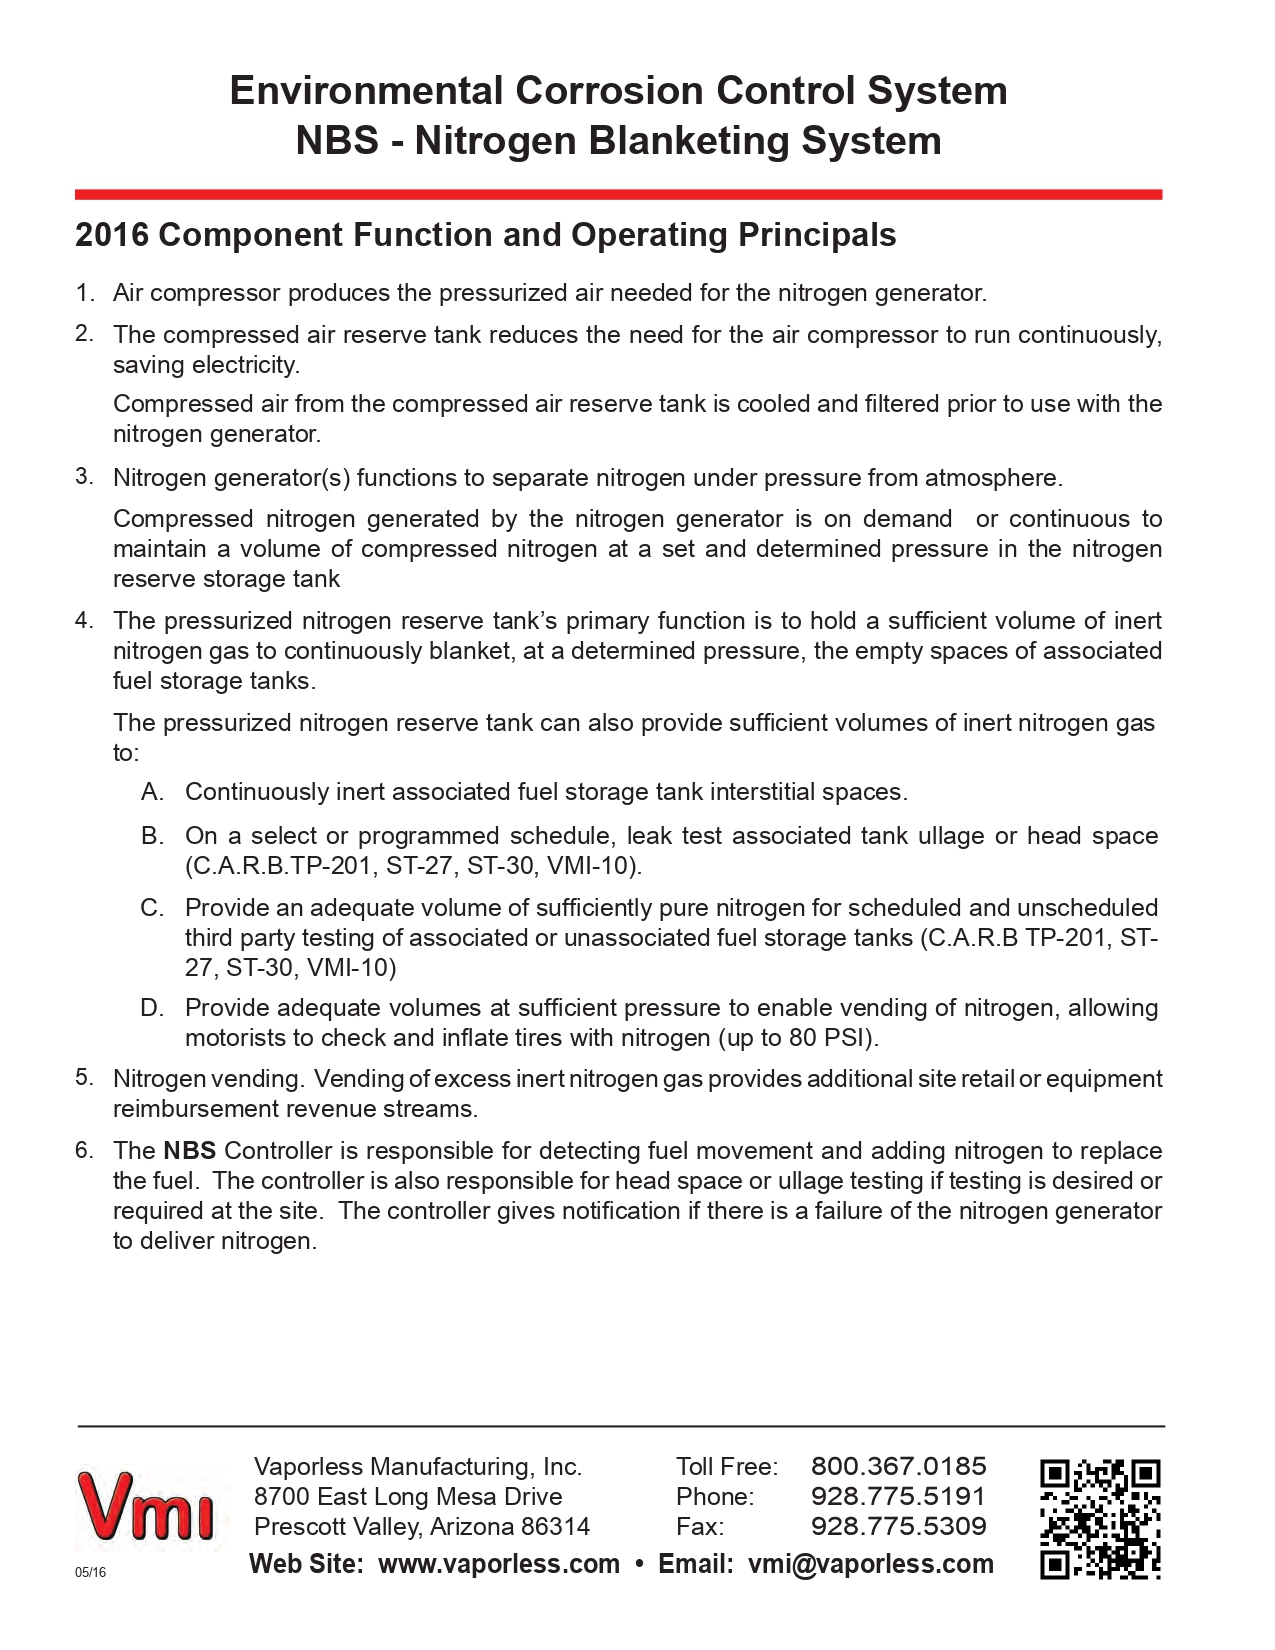 Environmental Corrosion Control System
NBS - Nitrogen Blanketing System
2016 Component Function and Operating Principals
1. Air compressor produces the pressurized air needed for the nitrogen generator.
2. The compressed air reserve tank reduces the need for the air compressor to run continuously,
saving electricity.
Compressed air from the compressed air reserve tank is cooled and filtered prior to use with the
nitrogen generator.
3. Nitrogen generator(s) functions to separate nitrogen under pressure from atmosphere.
Compressed nitrogen generated by the nitrogen generator is on demand or continuous to
maintain a volume of compressed nitrogen at a set and determined pressure in the nitrogen
reserve storage tank
4. The pressurized nitrogen reserve tank’s primary function is to hold a sufficient volume of inert
nitrogen gas to continuously blanket, at a determined pressure, the empty spaces of associated
fuel storage tanks.
The pressurized nitrogen reserve tank can also provide sufficient volumes of inert nitrogen gas
to:
A. Continuously inert associated fuel storage tank interstitial spaces.
B. On a select or programmed schedule, leak test associated tank ullage or head space
(C.A.R.B.TP-201, ST-27, ST-30, VMI-10).
C. Provide an adequate volume of sufficiently pure nitrogen for scheduled and unscheduled
third party testing of associated or unassociated fuel storage tanks (C.A.R.B TP-201, ST-
27, ST-30, VMI-10)
D. Provide adequate volumes at sufficient pressure to enable vending of nitrogen, allowing
motorists to check and inflate tires with nitrogen (up to 80 PSI).
5. Nitrogen vending. Vending of excess inert nitrogen gas provides additional site retail or equipment
reimbursement revenue streams.
6. The NBS Controller is responsible for detecting fuel movement and adding nitrogen to replace
the fuel. The controller is also responsible for head space or ullage testing if testing is desired or
required at the site. The controller gives notification if there is a failure of the nitrogen generator
to deliver nitrogen.
Vmi
Vaporless Manufacturing, Inc. Toll Free: 800.367.0185
8700 East Long Mesa Drive Phone: 928.775.5191
Prescott Valley, Arizona 86314 Fax: 928.775.5309
Web Site: www.vaporless.com • Email: vmi@vaporless.com
05/16